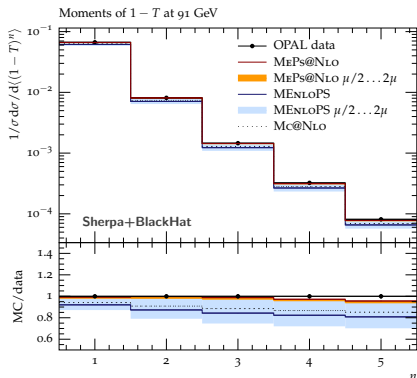 Moments of 1 − T at 91 GeV
1/σ dσ/d⟨(1 − T)ⁿ⟩
10⁻¹
10⁻²
10⁻³
10⁻⁴
OPAL data
MEPS@NLO
MEPS@NLO μ/2 . . . 2μ
MENLOPS
MENLOPS μ/2 . . . 2μ
MC@NLO
Sherpa+BlackHat
MC/data
1.4
1.2
1
0.8
0.6
1 2 3 4 5
n